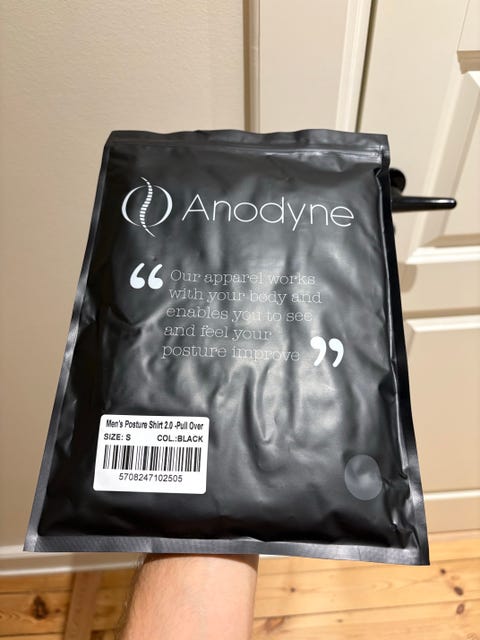 Anodyne
“ Our apparel works
with your body and
enables you to see
and feel your
posture improve ”
Men's Posture Shirt 2.0 -Pull Over
SIZE: S COL.:BLACK
5708247102505